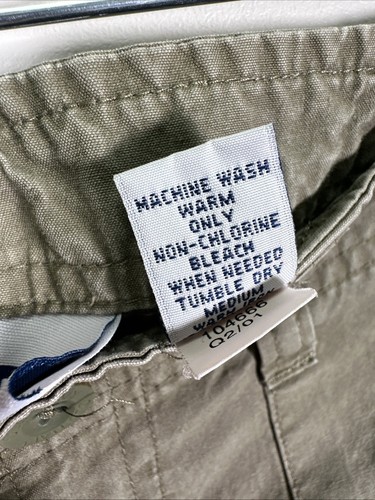 MACHINE WASH
WARM
ONLY
NON-CHLORINE
BLEACH
WHEN NEEDED
TUMBLE DRY
MEDIUM
104666
Q2/01